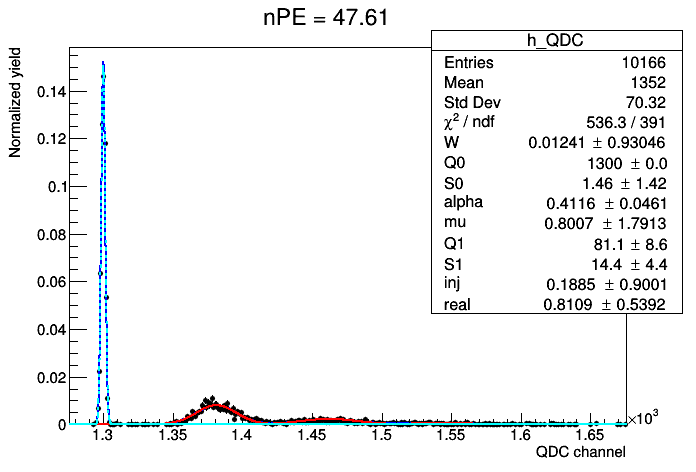 nPE = 47.61
h_QDC
Entries 10166
Mean 1352
Std Dev 70.32
χ² / ndf 536.3 / 391
W 0.01241 ± 0.93046
Q0 1300 ± 0.0
S0 1.46 ± 1.42
alpha 0.4116 ± 0.0461
mu 0.8007 ± 1.7913
Q1 81.1 ± 8.6
S1 14.4 ± 4.4
inj 0.1885 ± 0.9001
real 0.8109 ± 0.5392
Normalized yield
0.14
0.12
0.1
0.08
0.06
0.04
0.02
0
1.3 1.35 1.4 1.45 1.5 1.55 1.6 1.65 ×10³
QDC channel